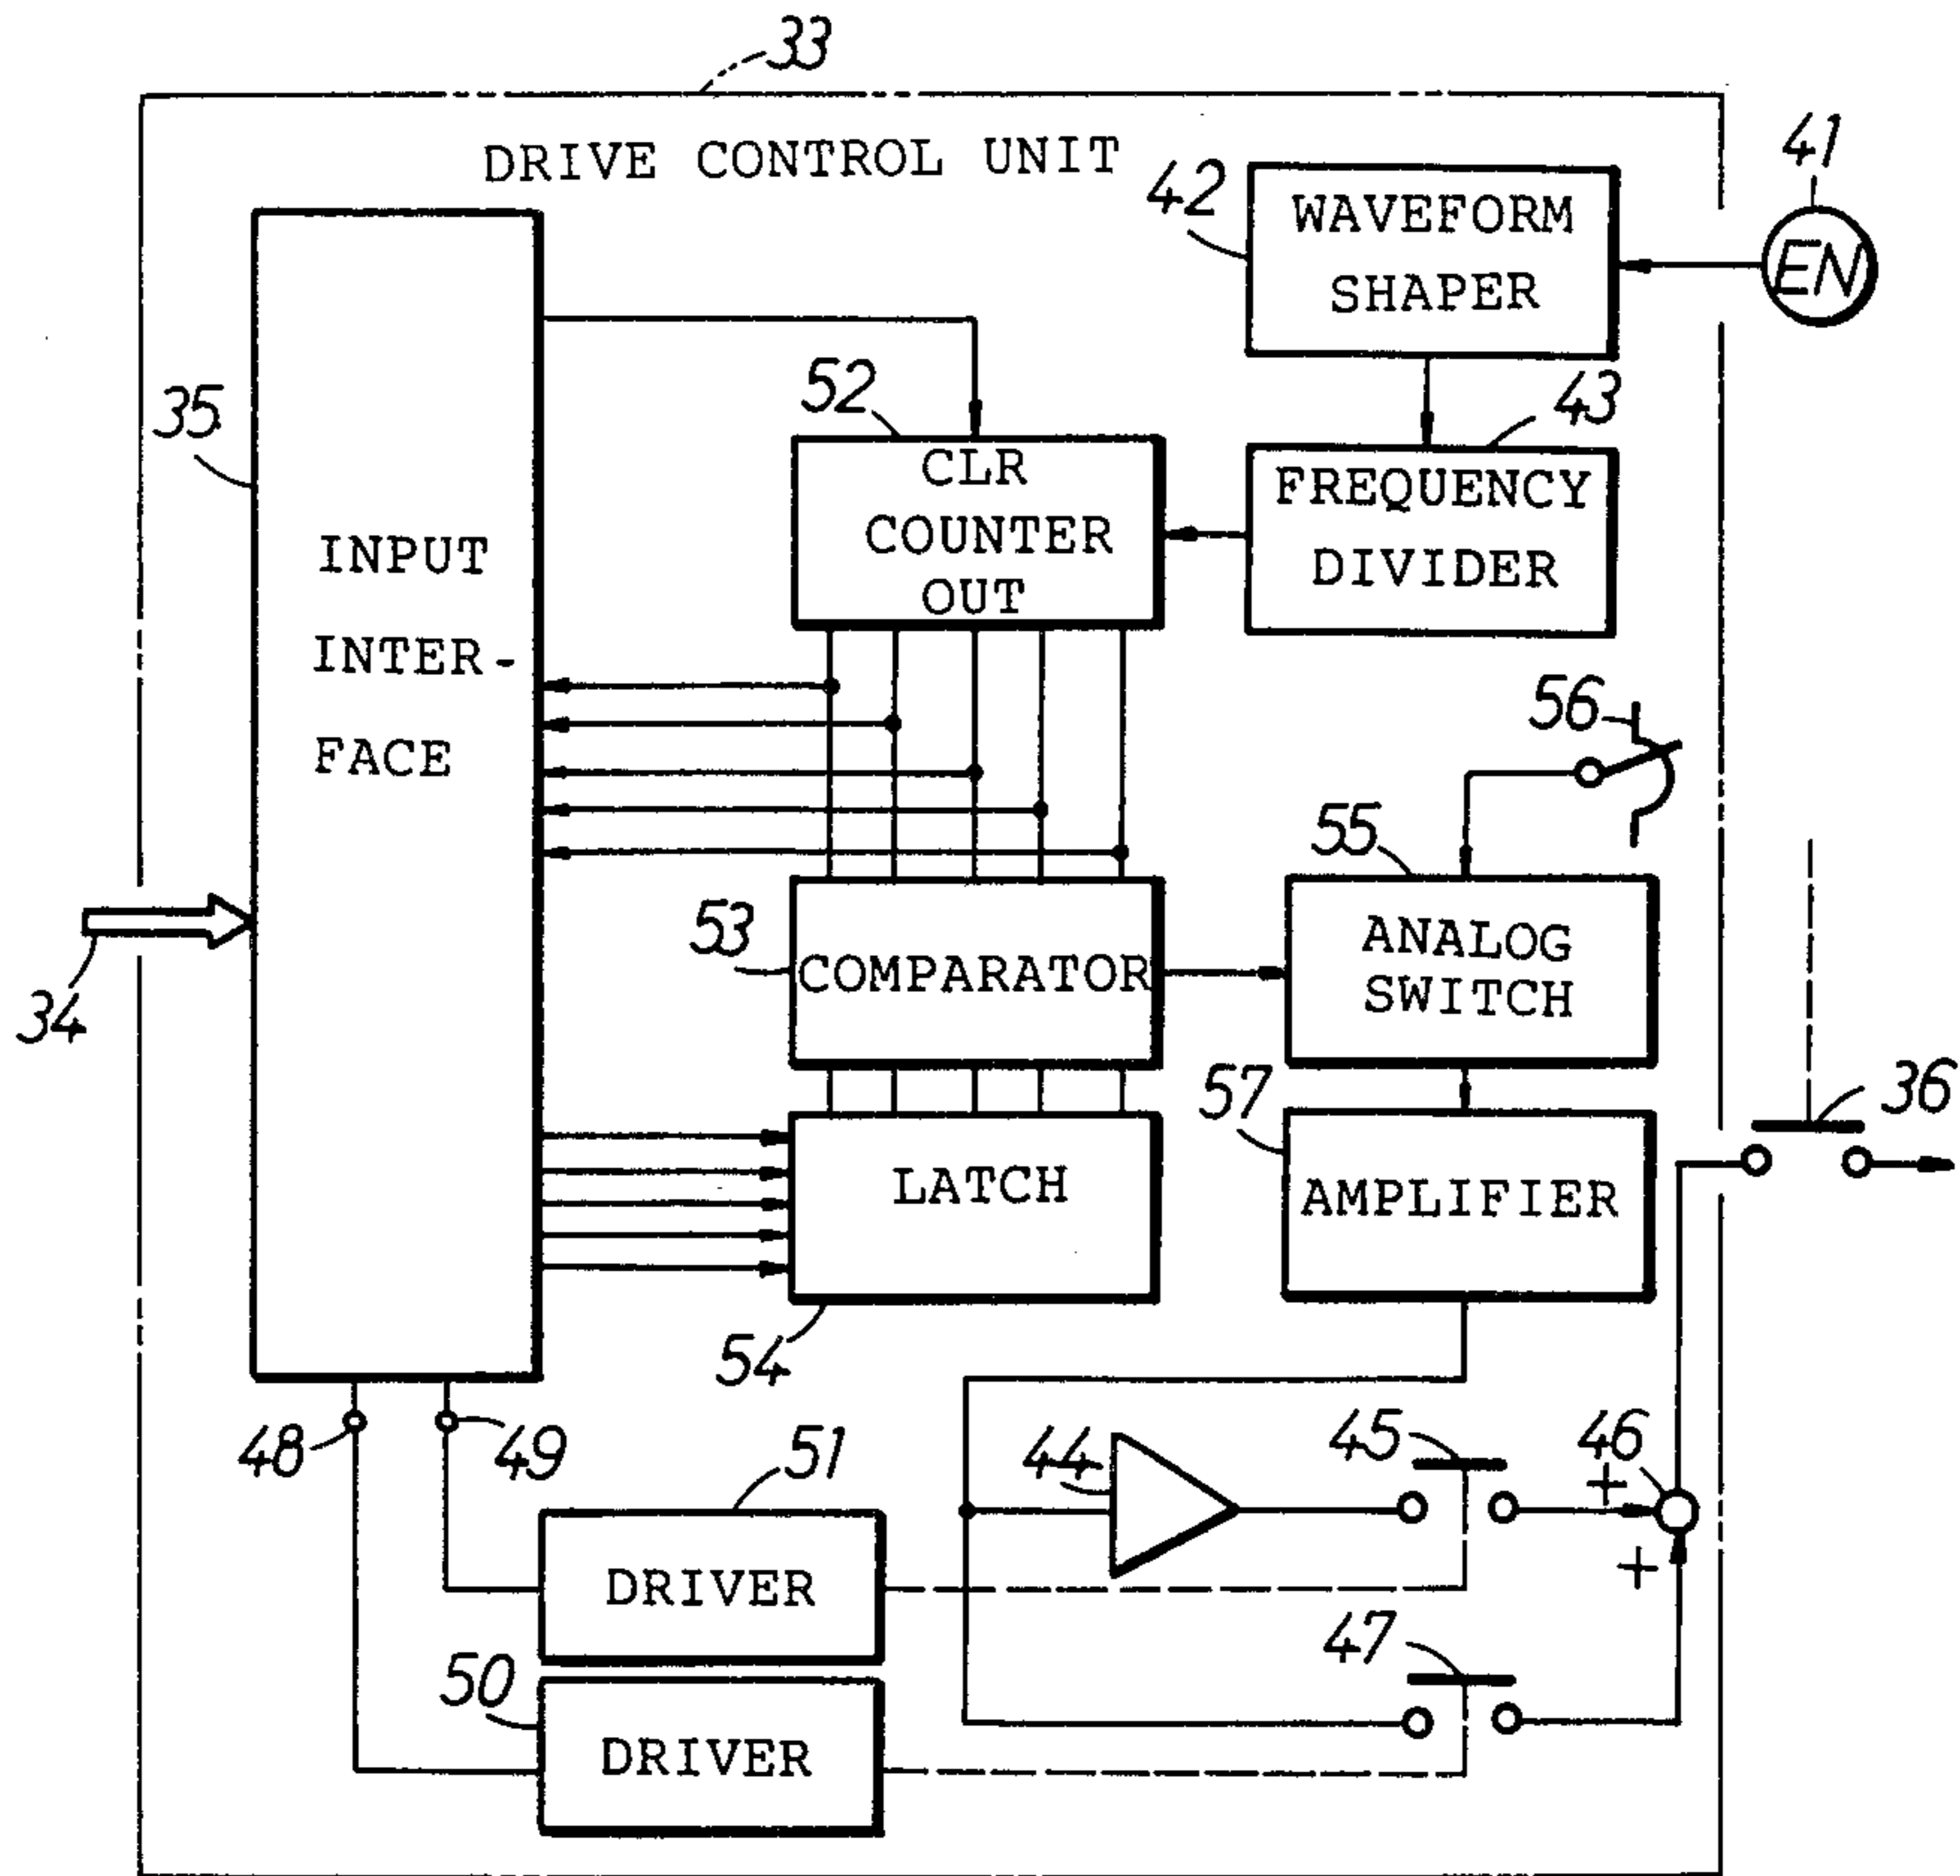 33
DRIVE CONTROL UNIT
41
42
WAVEFORM
SHAPER
EN
35
52
43
CLR
COUNTER
OUT
FREQUENCY
DIVIDER
INPUT
INTER-
FACE
56
55
53
COMPARATOR
ANALOG
SWITCH
34
57
36
LATCH
AMPLIFIER
54
48
49
51
44
45
46
+
+
DRIVER
47
50
DRIVER